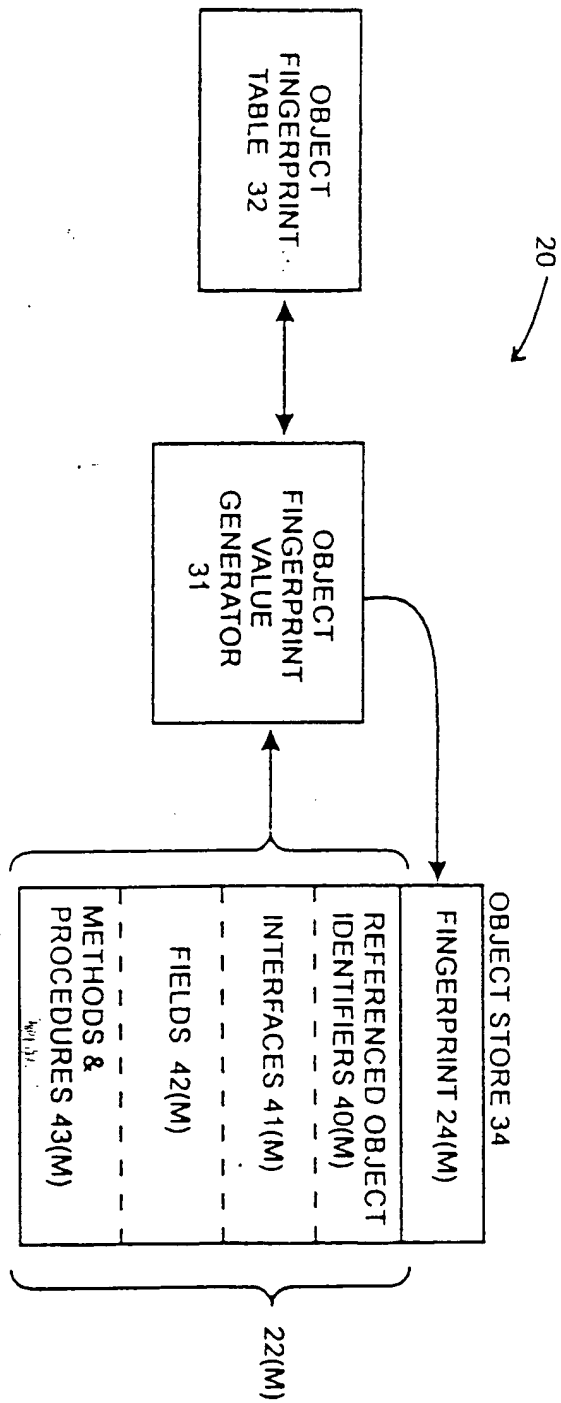 20
OBJECT
FINGERPRINT
TABLE 32
OBJECT
FINGERPRINT
VALUE
GENERATOR
31
OBJECT STORE 34
FINGERPRINT 24(M)
REFERENCED OBJECT
IDENTIFIERS 40(M)
INTERFACES 41(M)
FIELDS 42(M)
METHODS &
PROCEDURES 43(M)
22(M)